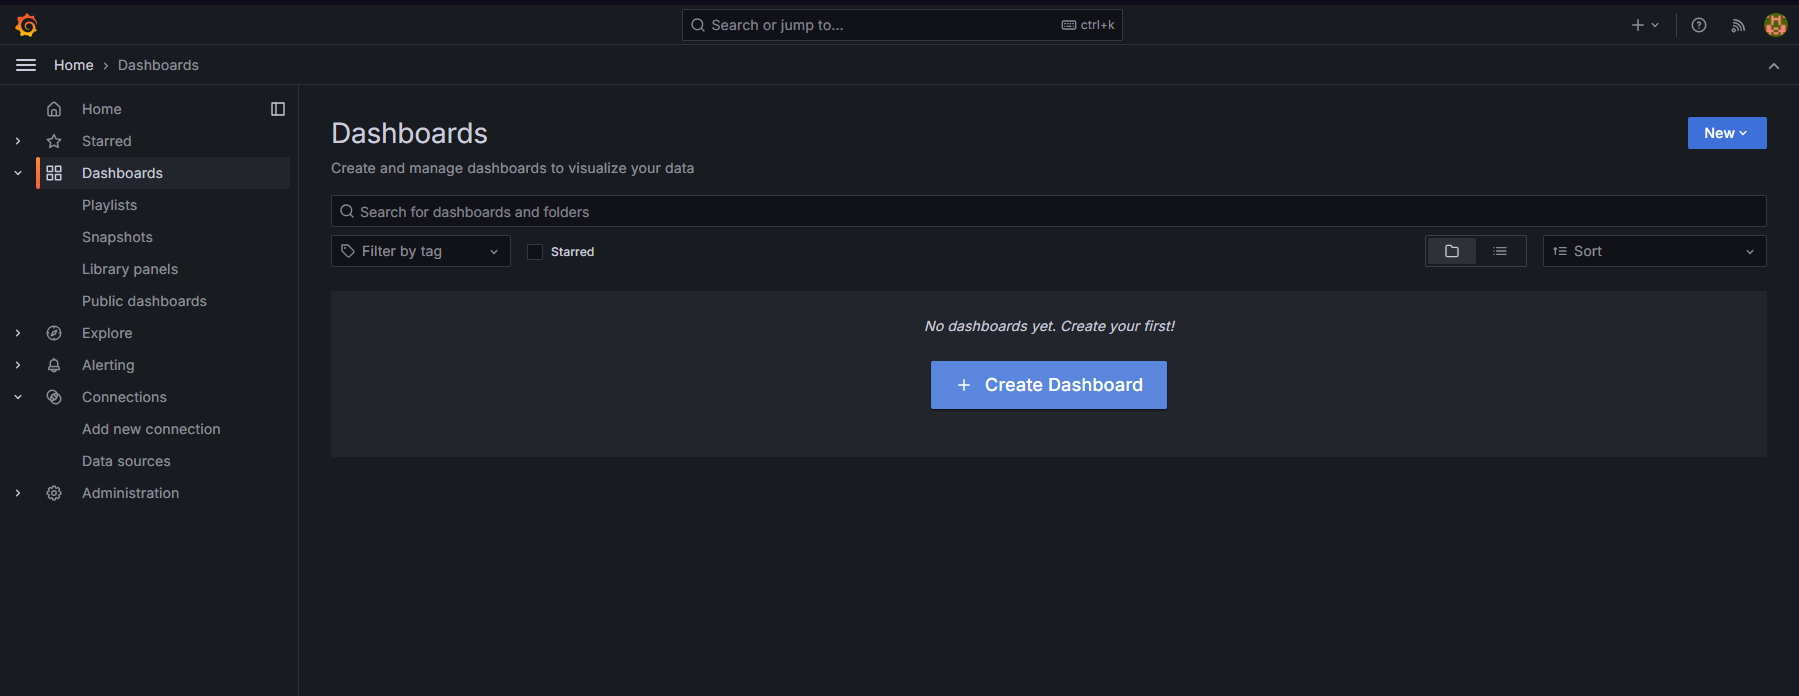 Search or jump to...
ctrl+k
Home
Dashboards
Home
Starred
Dashboards
Playlists
Snapshots
Library panels
Public dashboards
Explore
Alerting
Connections
Add new connection
Data sources
Administration
Dashboards
New
Create and manage dashboards to visualize your data
Search for dashboards and folders
Filter by tag
Starred
Sort
No dashboards yet. Create your first!
Create Dashboard